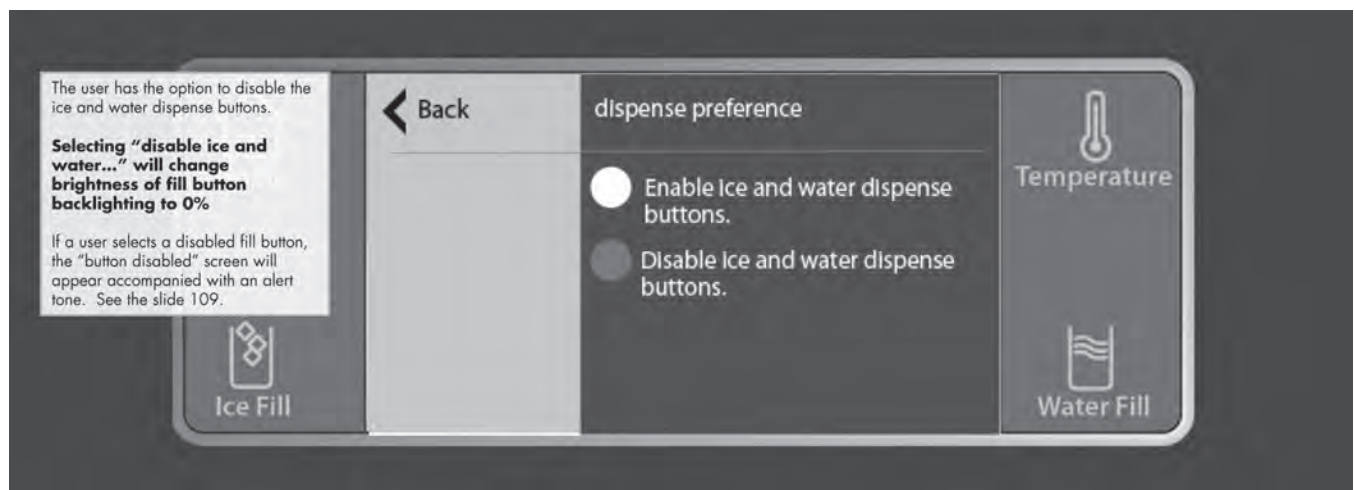 The user has the option to disable the
ice and water dispense buttons.
Selecting “disable ice and
water...” will change
brightness of fill button
backlighting to 0%
If a user selects a disabled fill button,
the “button disabled” screen will
appear accompanied with an alert
tone.  See the slide 109.
Ice Fill
Back
dispense preference
Enable ice and water dispense
buttons.
Disable ice and water dispense
buttons.
Temperature
Water Fill